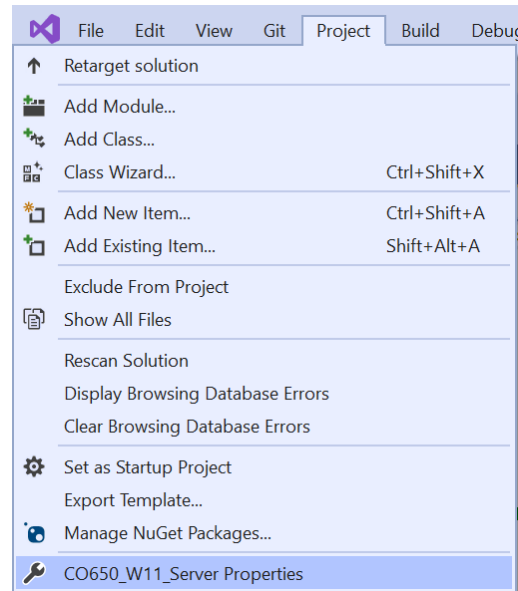 File Edit View Git Project Build Debug
Retarget solution
Add Module...
Add Class...
Class Wizard... Ctrl+Shift+X
Add New Item... Ctrl+Shift+A
Add Existing Item... Shift+Alt+A
Exclude From Project
Show All Files
Rescan Solution
Display Browsing Database Errors
Clear Browsing Database Errors
Set as Startup Project
Export Template...
Manage NuGet Packages...
CO650_W11_Server Properties